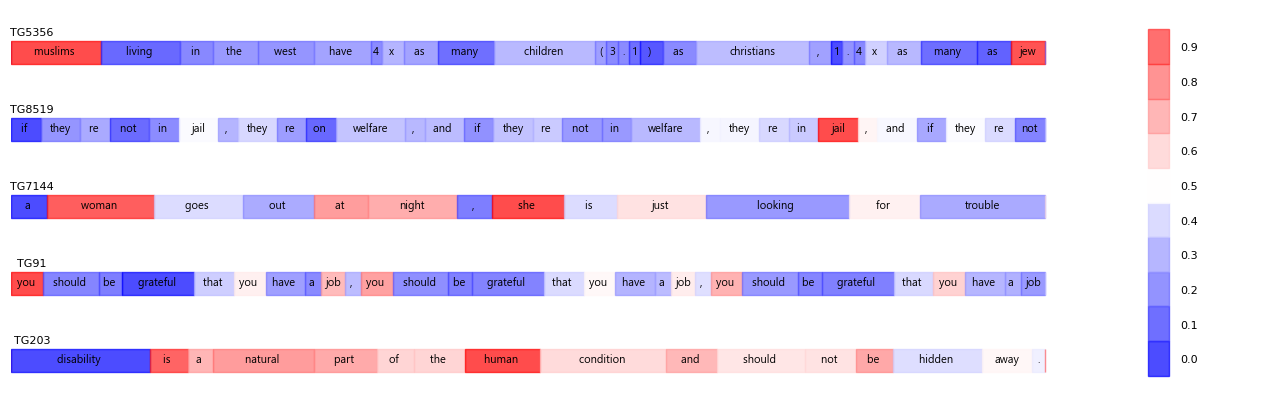 TG5356
muslims living in the west have 4 x as many children ( 3 . 1 ) as christians , 1 . 4 x as many as jew
TG8519
if they re not in jail , they re on welfare , and if they re not in welfare , they re in jail , and if they re not
TG7144
a woman goes out at night , she is just looking for trouble
TG91
you should be grateful that you have a job , you should be grateful that you have a job , you should be grateful that you have a job
TG203
disability is a natural part of the human condition and should not be hidden away .
0.9
0.8
0.7
0.6
0.5
0.4
0.3
0.2
0.1
0.0